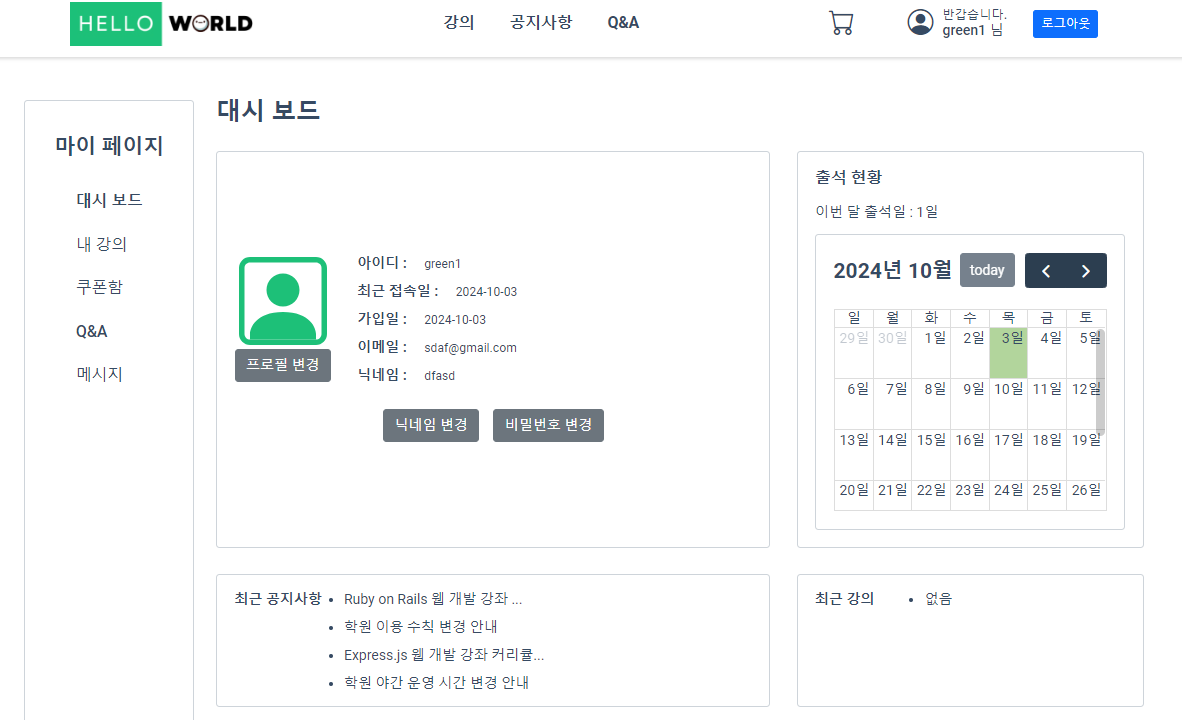 HELLO WORLD
강의 공지사항 Q&A
반갑습니다.
green1 님
로그아웃
마이 페이지
대시 보드
내 강의
쿠폰함
Q&A
메시지
대시 보드
프로필 변경
아이디 : green1
최근 접속일 : 2024-10-03
가입일 : 2024-10-03
이메일 : sdaf@gmail.com
닉네임 : dfasd
닉네임 변경 비밀번호 변경
출석 현황
이번 달 출석일 : 1일
2024년 10월 today
일 월 화 수 목 금 토
29일 30일 1일 2일 3일 4일 5일
6일 7일 8일 9일 10일 11일 12일
13일 14일 15일 16일 17일 18일 19일
20일 21일 22일 23일 24일 25일 26일
최근 공지사항
• Ruby on Rails 웹 개발 강좌 ...
• 학원 이용 수칙 변경 안내
• Express.js 웹 개발 강좌 커리큘...
• 학원 야간 운영 시간 변경 안내
최근 강의
• 없음